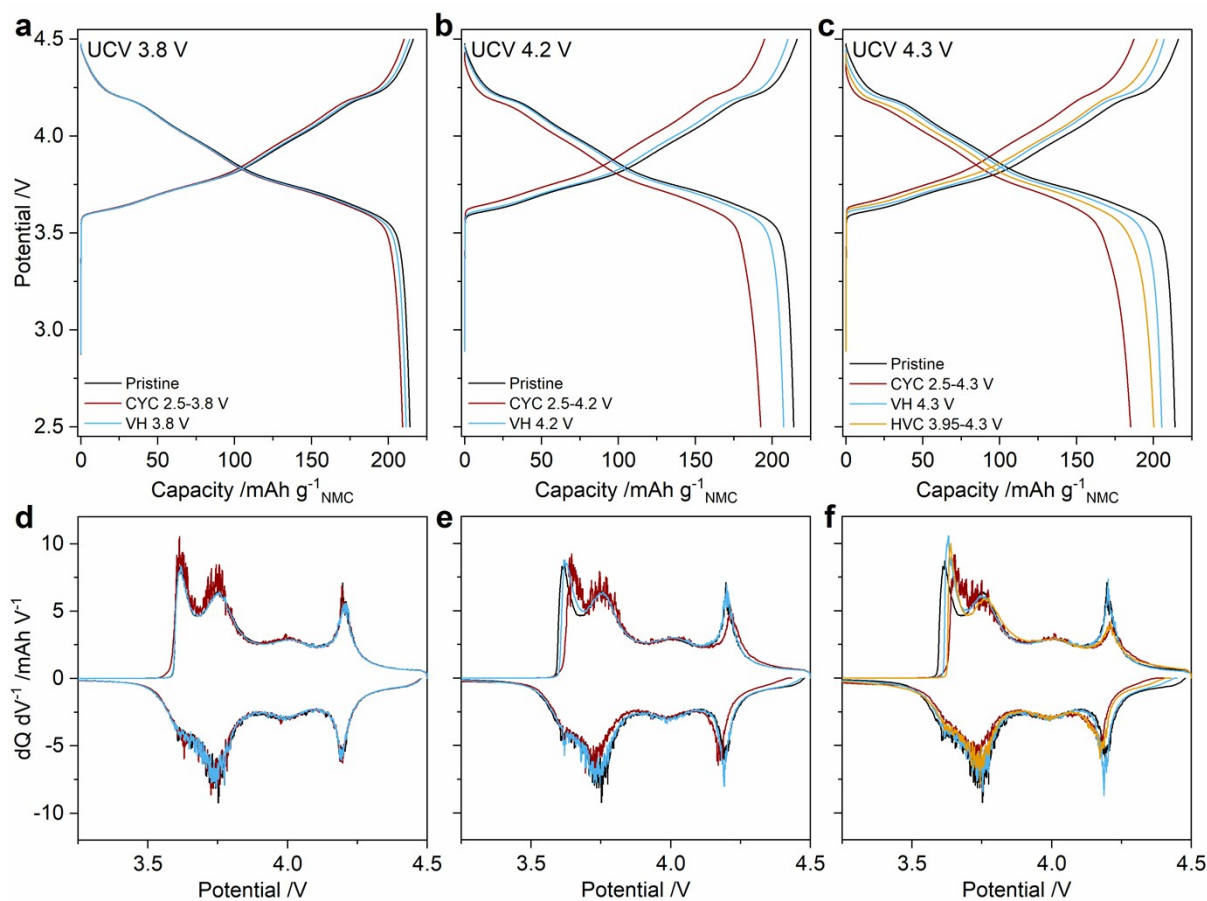 a
UCV 3.8 V
b
UCV 4.2 V
c
UCV 4.3 V
Potential /V
4.5
4.0
3.5
3.0
2.5
Pristine
CYC 2.5-3.8 V
VH 3.8 V
Pristine
CYC 2.5-4.2 V
VH 4.2 V
Pristine
CYC 2.5-4.3 V
VH 4.3 V
HVC 3.95-4.3 V
0 50 100 150 200
0 50 100 150 200
0 50 100 150 200
Capacity /mAh g⁻¹NMC
Capacity /mAh g⁻¹NMC
Capacity /mAh g⁻¹NMC
d
e
f
dQ dV⁻¹ /mAh V⁻¹
10
5
0
-5
-10
3.5 4.0 4.5
3.5 4.0 4.5
3.5 4.0 4.5
Potential /V
Potential /V
Potential /V